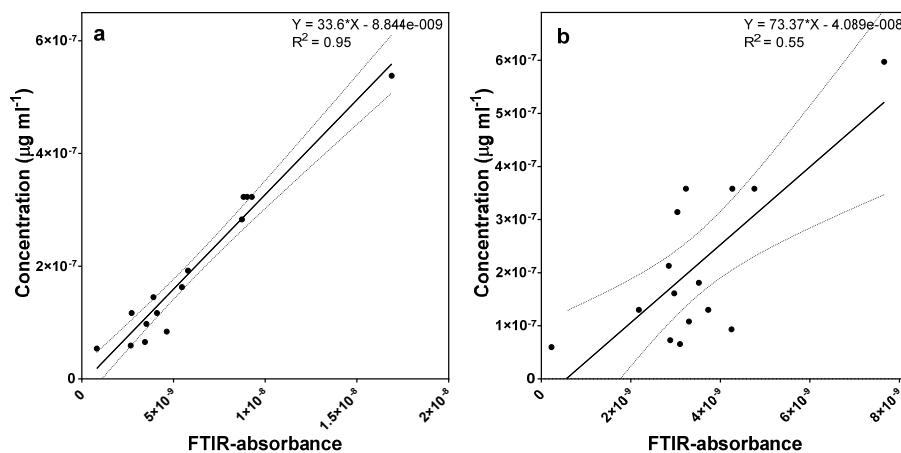 a
Y = 33.6*X - 8.844e-009
R² = 0.95
6×10⁻⁷
4×10⁻⁷
2×10⁻⁷
0
Concentration (μg ml⁻¹)
0
5×10⁻⁹
1×10⁻⁸
1.5×10⁻⁸
2×10⁻⁸
FTIR-absorbance
b
Y = 73.37*X - 4.089e-008
R² = 0.55
6×10⁻⁷
5×10⁻⁷
4×10⁻⁷
3×10⁻⁷
2×10⁻⁷
1×10⁻⁷
0
Concentration (μg ml⁻¹)
0
2×10⁻⁹
4×10⁻⁹
6×10⁻⁹
8×10⁻⁹
FTIR-absorbance